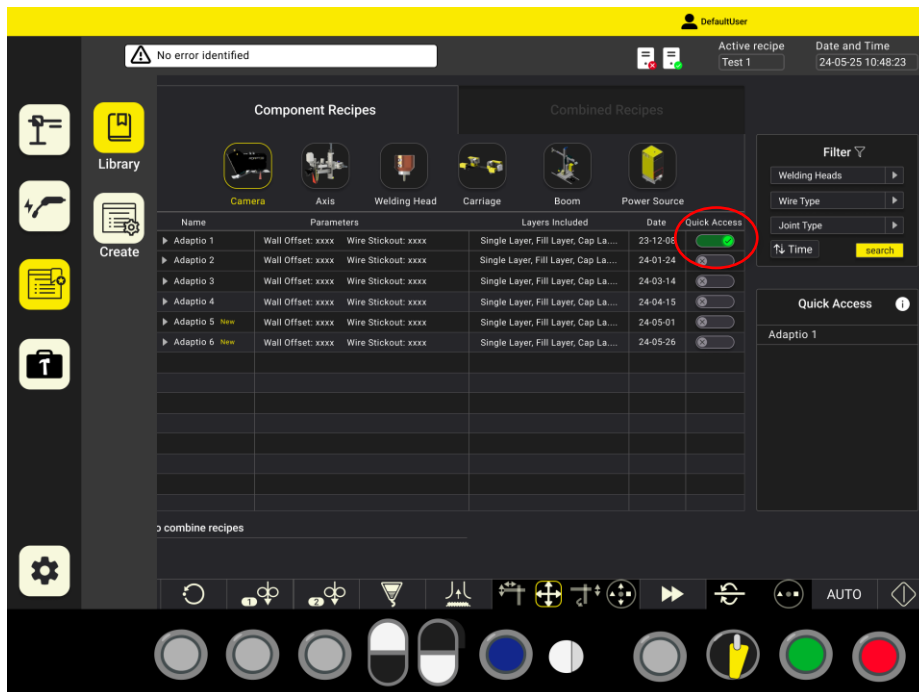 DefaultUser
No error identified
Active recipe
Test 1
Date and Time
24-05-25 10:48:23
Component Recipes
Combined Recipes
Library
Create
Camera Axis Welding Head Carriage Boom Power Source
Name Parameters Layers Included Date Quick Access
Adaptio 1 Wall Offset: xxxx Wire Stickout: xxxx Single Layer, Fill Layer, Cap La.... 23-12-08
Adaptio 2 Wall Offset: xxxx Wire Stickout: xxxx Single Layer, Fill Layer, Cap La.... 24-01-24
Adaptio 3 Wall Offset: xxxx Wire Stickout: xxxx Single Layer, Fill Layer, Cap La.... 24-03-14
Adaptio 4 Wall Offset: xxxx Wire Stickout: xxxx Single Layer, Fill Layer, Cap La.... 24-04-15
Adaptio 5 New Wall Offset: xxxx Wire Stickout: xxxx Single Layer, Fill Layer, Cap La.... 24-05-01
Adaptio 6 New Wall Offset: xxxx Wire Stickout: xxxx Single Layer, Fill Layer, Cap La.... 24-05-26
Filter
Welding Heads
Wire Type
Joint Type
Time search
Quick Access
Adaptio 1
o combine recipes
1 2
AUTO